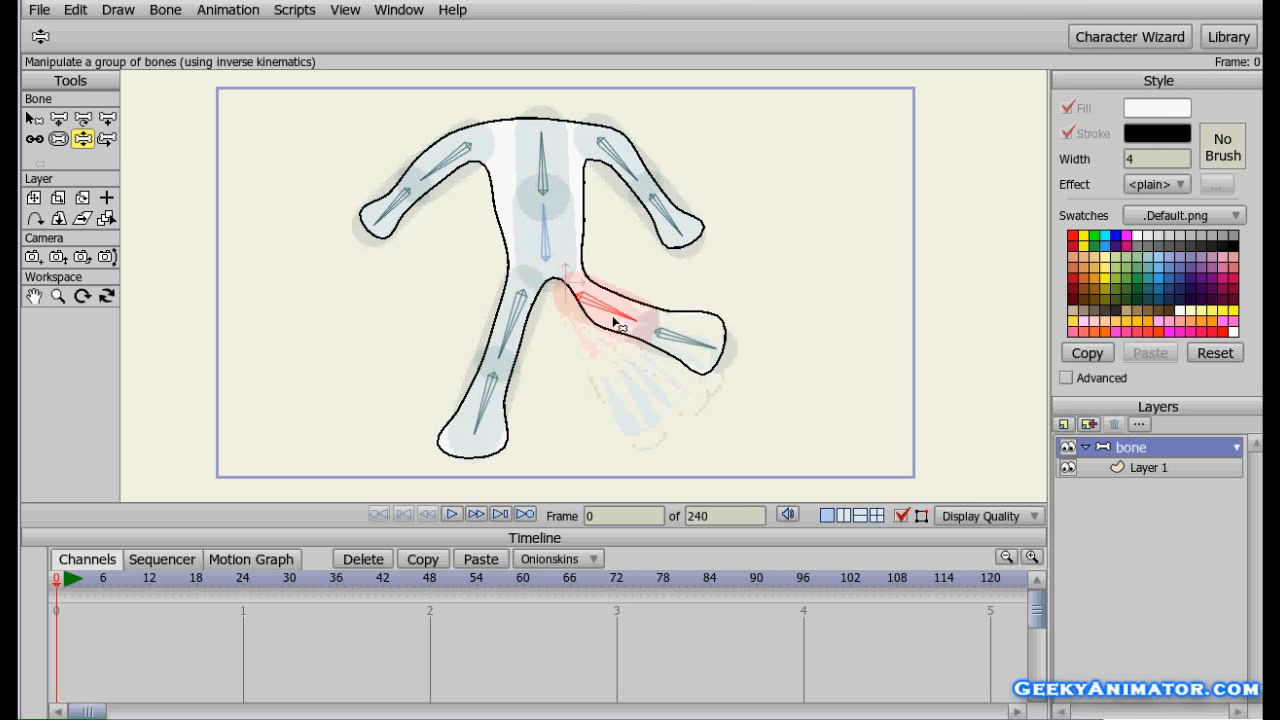 File Edit Draw Bone Animation Scripts View Window Help
Character Wizard Library
Manipulate a group of bones (using inverse kinematics) Frame: 0
Tools
Bone
Layer
Camera
Workspace
Style
Fill
Stroke
No
Brush
Width 4
Effect <plain> ...
Swatches .Default.png
Copy Paste Reset
Advanced
Layers
...
bone
Layer 1
Frame 0 of 240 Display Quality
Timeline
Channels Sequencer Motion Graph Delete Copy Paste Onionskins
0 6 12 18 24 30 36 42 48 54 60 66 72 78 84 90 96 102 108 114 120
0 1 2 3 4 5
GeekyAnimator.com